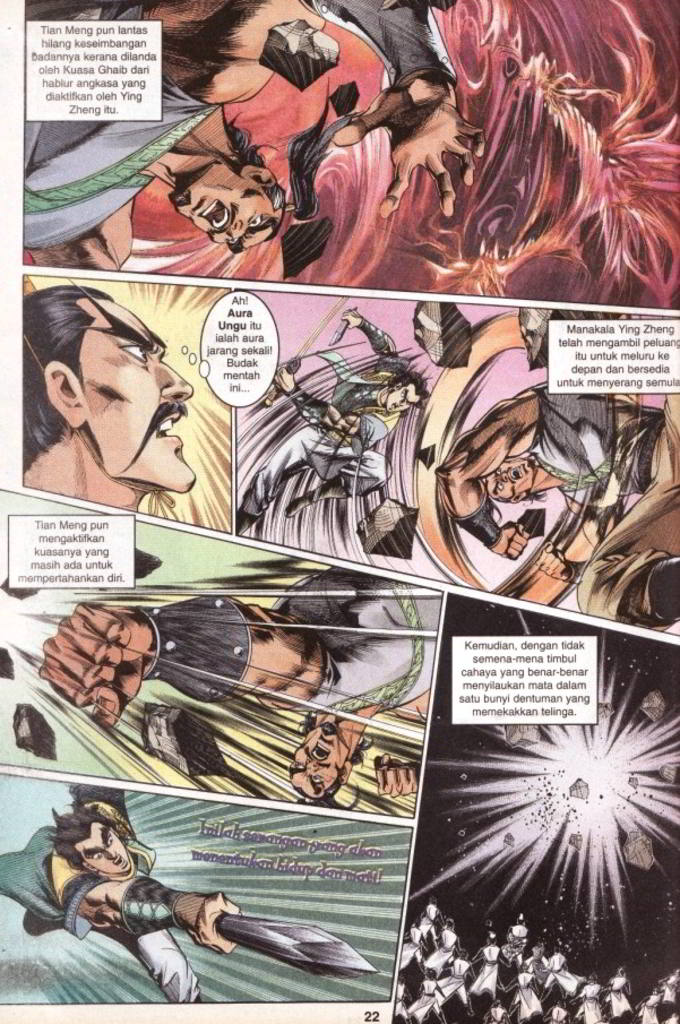 Tian Meng pun lantas
hilang keseimbangan
badannya kerana dilanda
oleh Kuasa Ghaib dari
hablur angkasa yang
diaktifkan oleh Ying
Zheng itu.
Ah!
Aura
Ungu itu
ialah aura
jarang sekali!
Budak
mentah
ini...
Manakala Ying Zheng
telah mengambil peluang
itu untuk meluru ke
depan dan bersedia
untuk menyerang semula.
Tian Meng pun
mengaktifkan
kuasanya yang
masih ada untuk
mempertahankan diri.
Kemudian, dengan tidak
semena-mena timbul
cahaya yang benar-benar
menyilaukan mata dalam
satu bunyi dentuman yang
memekakkan telinga.
Inilah serangan yang akan
menentukan hidup dan mati!
22